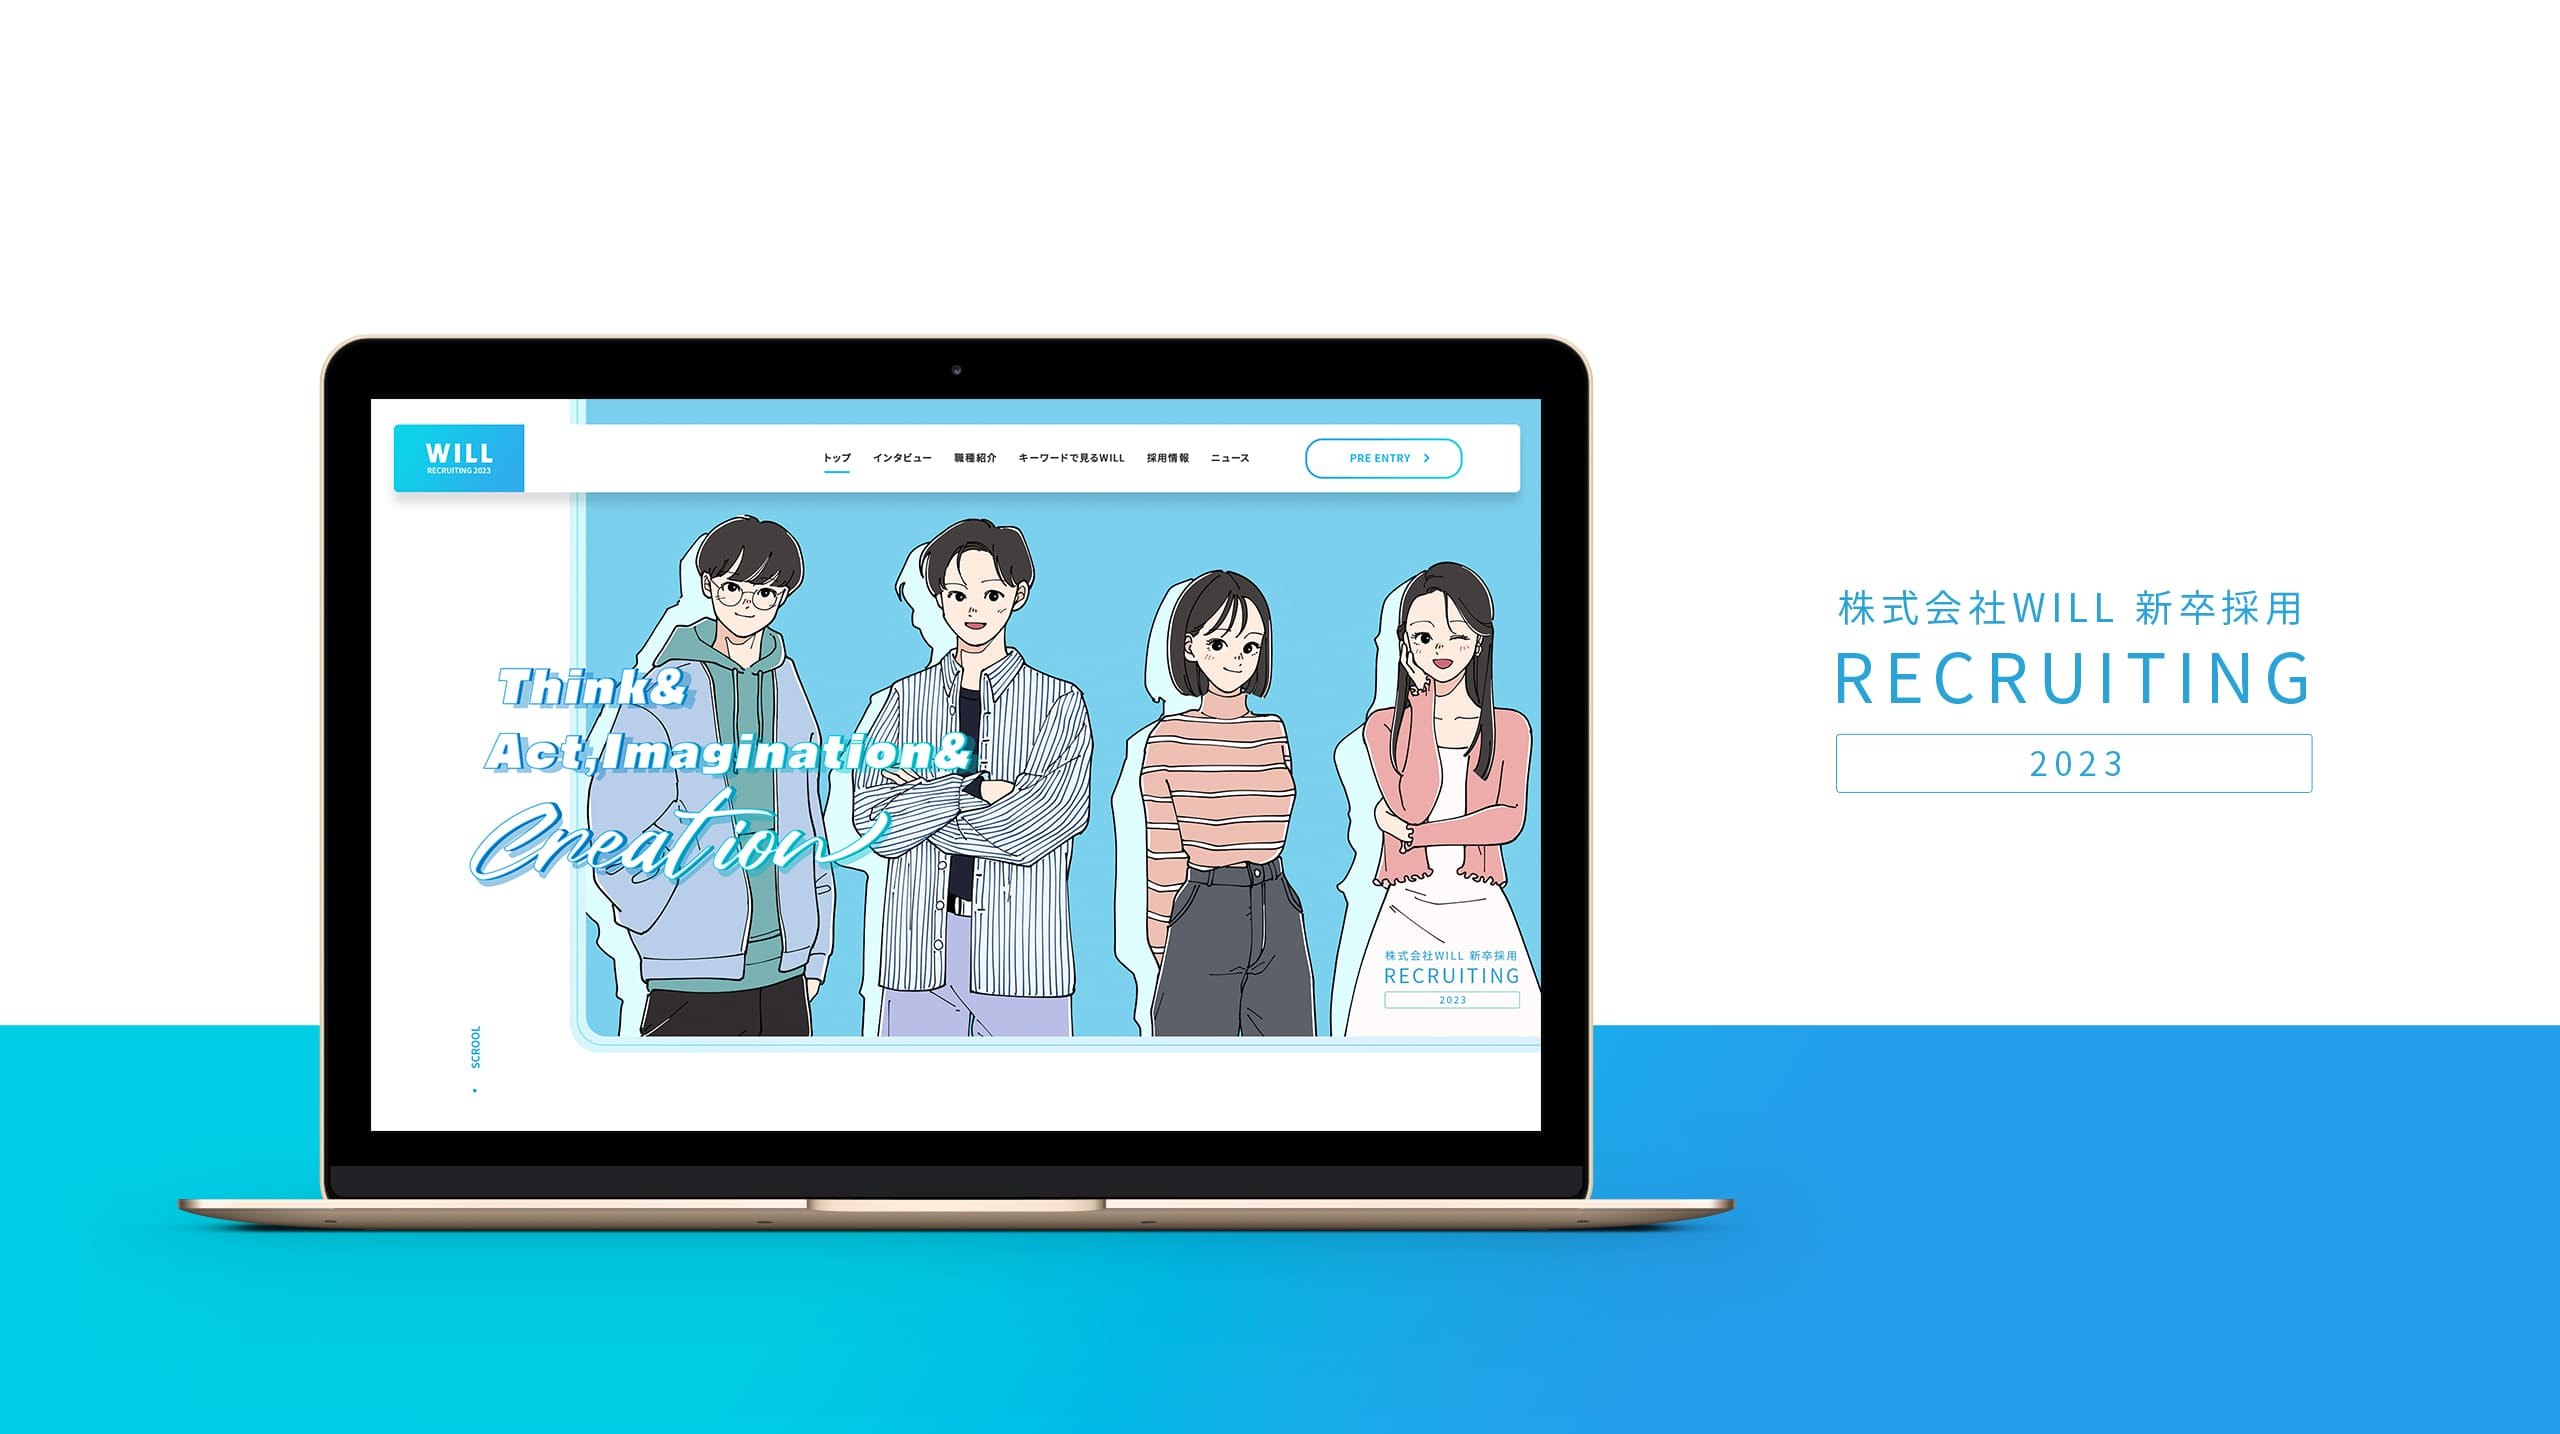 WILL
RECRUITING 2023
トップ インタビュー 職種紹介 キーワードで見るWILL 採用情報 ニュース
PRE ENTRY
Think&
Act,Imagination&
Creation
株式会社WILL 新卒採用
RECRUITING
2023
SCROOL
株式会社WILL 新卒採用
RECRUITING
2023